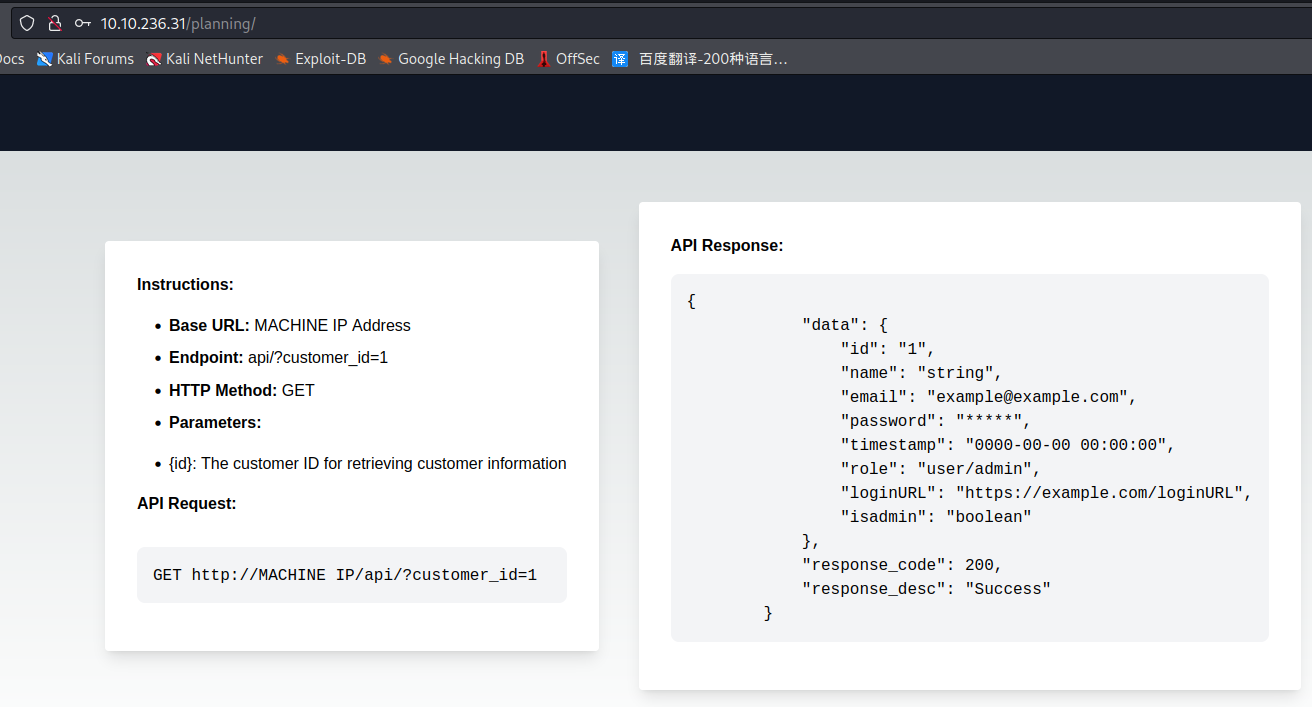 10.10.236.31/planning/
Docs Kali Forums Kali NetHunter Exploit-DB Google Hacking DB OffSec 译 百度翻译-200种语言…
Instructions:
• Base URL: MACHINE IP Address
• Endpoint: api/?customer_id=1
• HTTP Method: GET
• Parameters:
• {id}: The customer ID for retrieving customer information
API Request:
GET http://MACHINE IP/api/?customer_id=1
API Response:
{
"data": {
"id": "1",
"name": "string",
"email": "example@example.com",
"password": "*****",
"timestamp": "0000-00-00 00:00:00",
"role": "user/admin",
"loginURL": "https://example.com/loginURL",
"isadmin": "boolean"
},
"response_code": 200,
"response_desc": "Success"
}